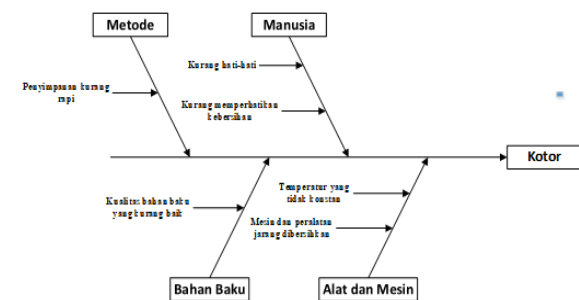 Metode
Manusia
Kurang hati-hati
Penyimpanan kurang
rapi
Kurang memperhatikan
kebersihan
Kotor
Temperatur yang
tidak konstan
Kualitas bahan baku
yang kurang baik
Mesin dan peralatan
jarang dibersihkan
Bahan Baku
Alat dan Mesin